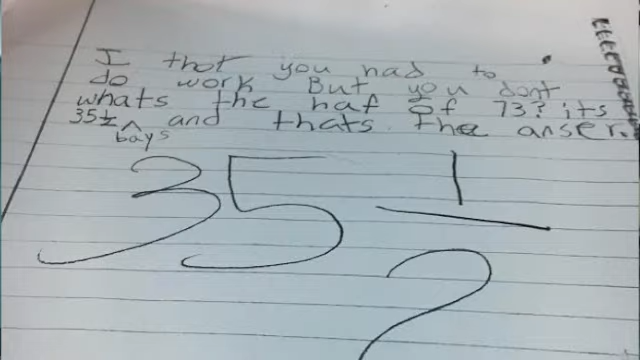 I thot you had to
do work But you dont
whats the haf of 73? its
35½ bays and thats the anser.
35 1/2